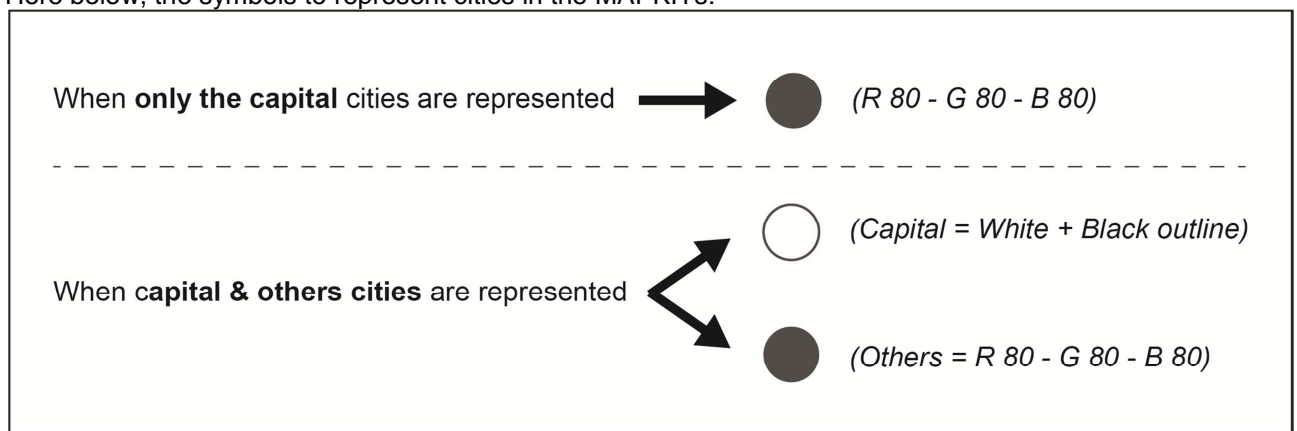 Here below, the symbols to represent cities in the MAPKITs:
When only the capital cities are represented
(R 80 - G 80 - B 80)
(Capital = White + Black outline)
When capital & others cities are represented
(Others = R 80 - G 80 - B 80)